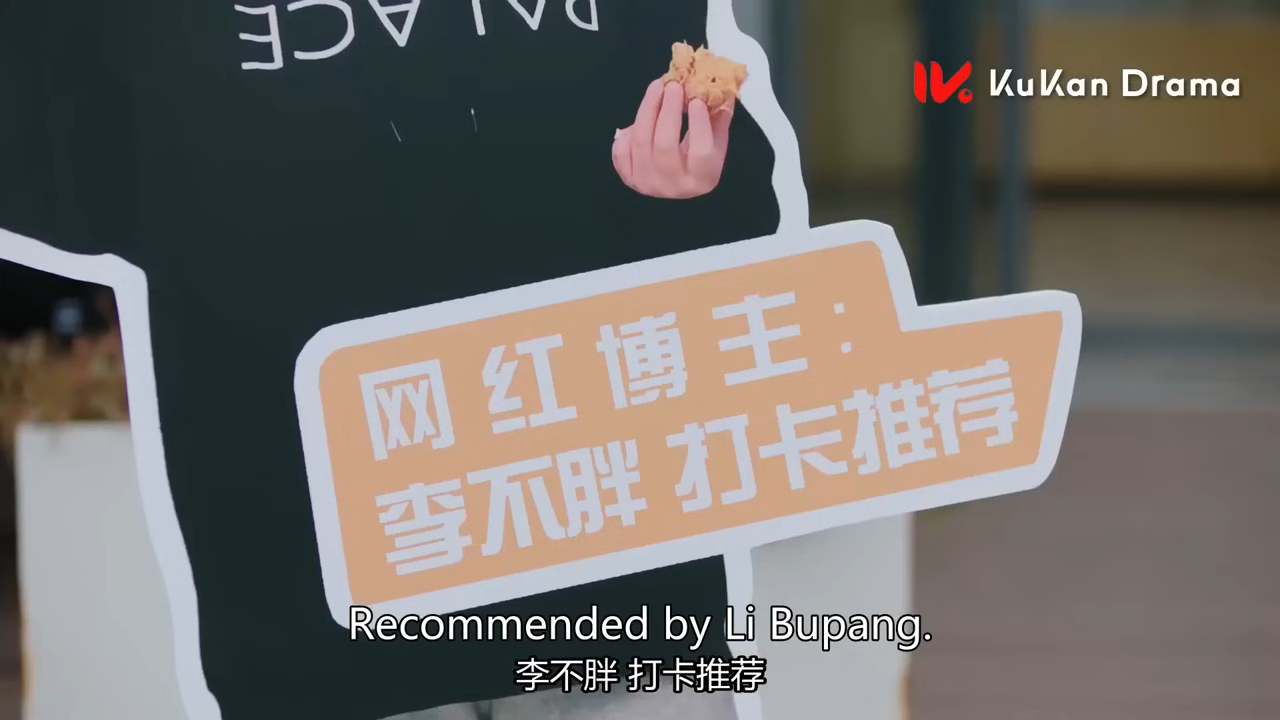 PALACE
KuKan Drama
网红博主:
李不胖 打卡推荐
Recommended by Li Bupang.
李不胖 打卡推荐